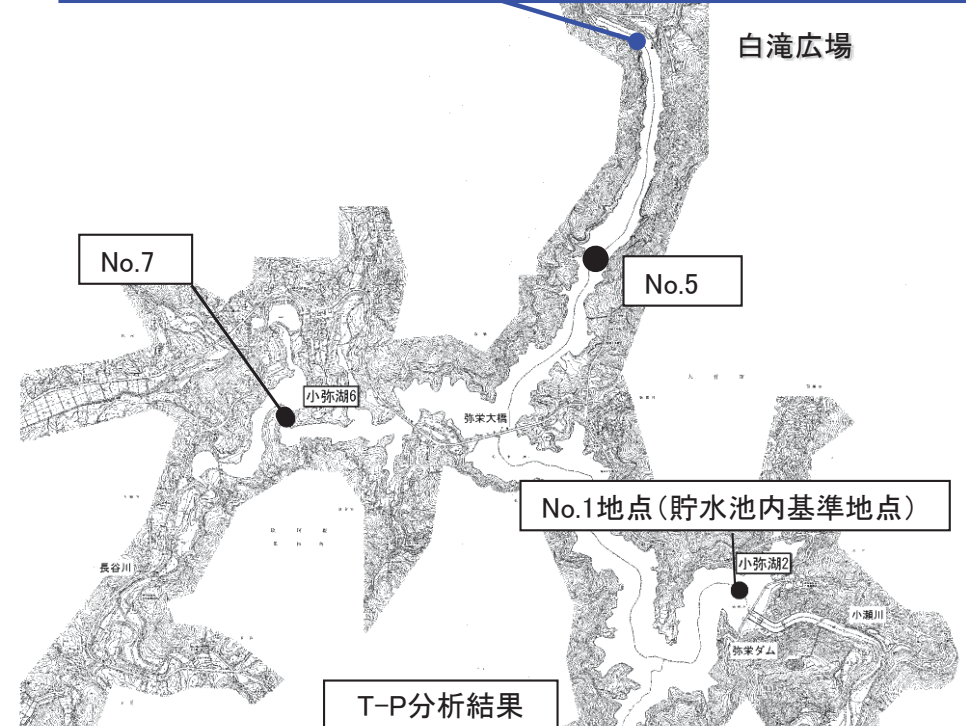 白滝広場
No.7
No.5
小弥湖6
弥栄大橋
No.1地点（貯水池内基準地点）
小弥湖2
長谷川
小瀬川
弥栄ダム
T-P分析結果